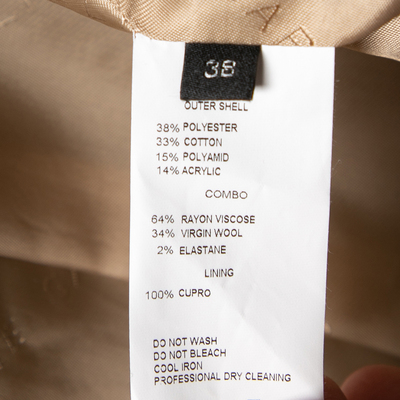 38
OUTER SHELL
38% POLYESTER
33% COTTON
15% POLYAMID
14% ACRYLIC
COMBO
64% RAYON VISCOSE
34% VIRGIN WOOL
2% ELASTANE
LINING
100% CUPRO
DO NOT WASH
DO NOT BLEACH
COOL IRON
PROFESSIONAL DRY CLEANING